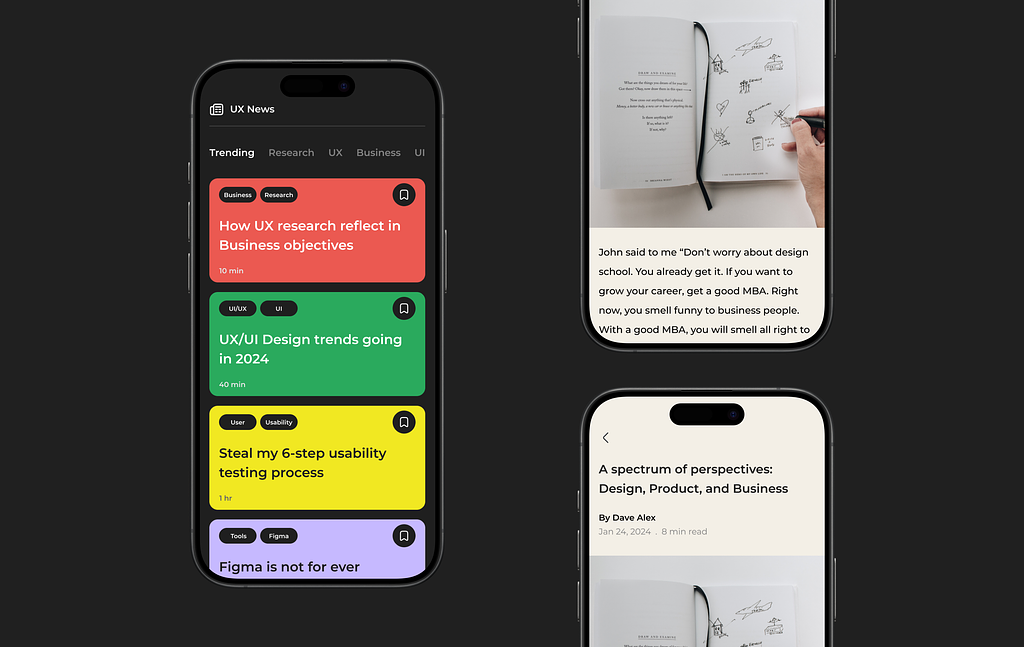 UX News
Trending Research UX Business UI
Business Research
How UX research reflect in
Business objectives
10 min
UI/UX UI
UX/UI Design trends going
in 2024
40 min
User Usability
Steal my 6-step usability
testing process
1 hr
Tools Figma
Figma is not for ever
DRAW AND ERASING
John said to me “Don’t worry about design
school. You already get it. If you want to
grow your career, get a good MBA. Right
now, you smell funny to business people.
With a good MBA, you will smell all right to
A spectrum of perspectives:
Design, Product, and Business
By Dave Alex
Jan 24, 2024 . 8 min read